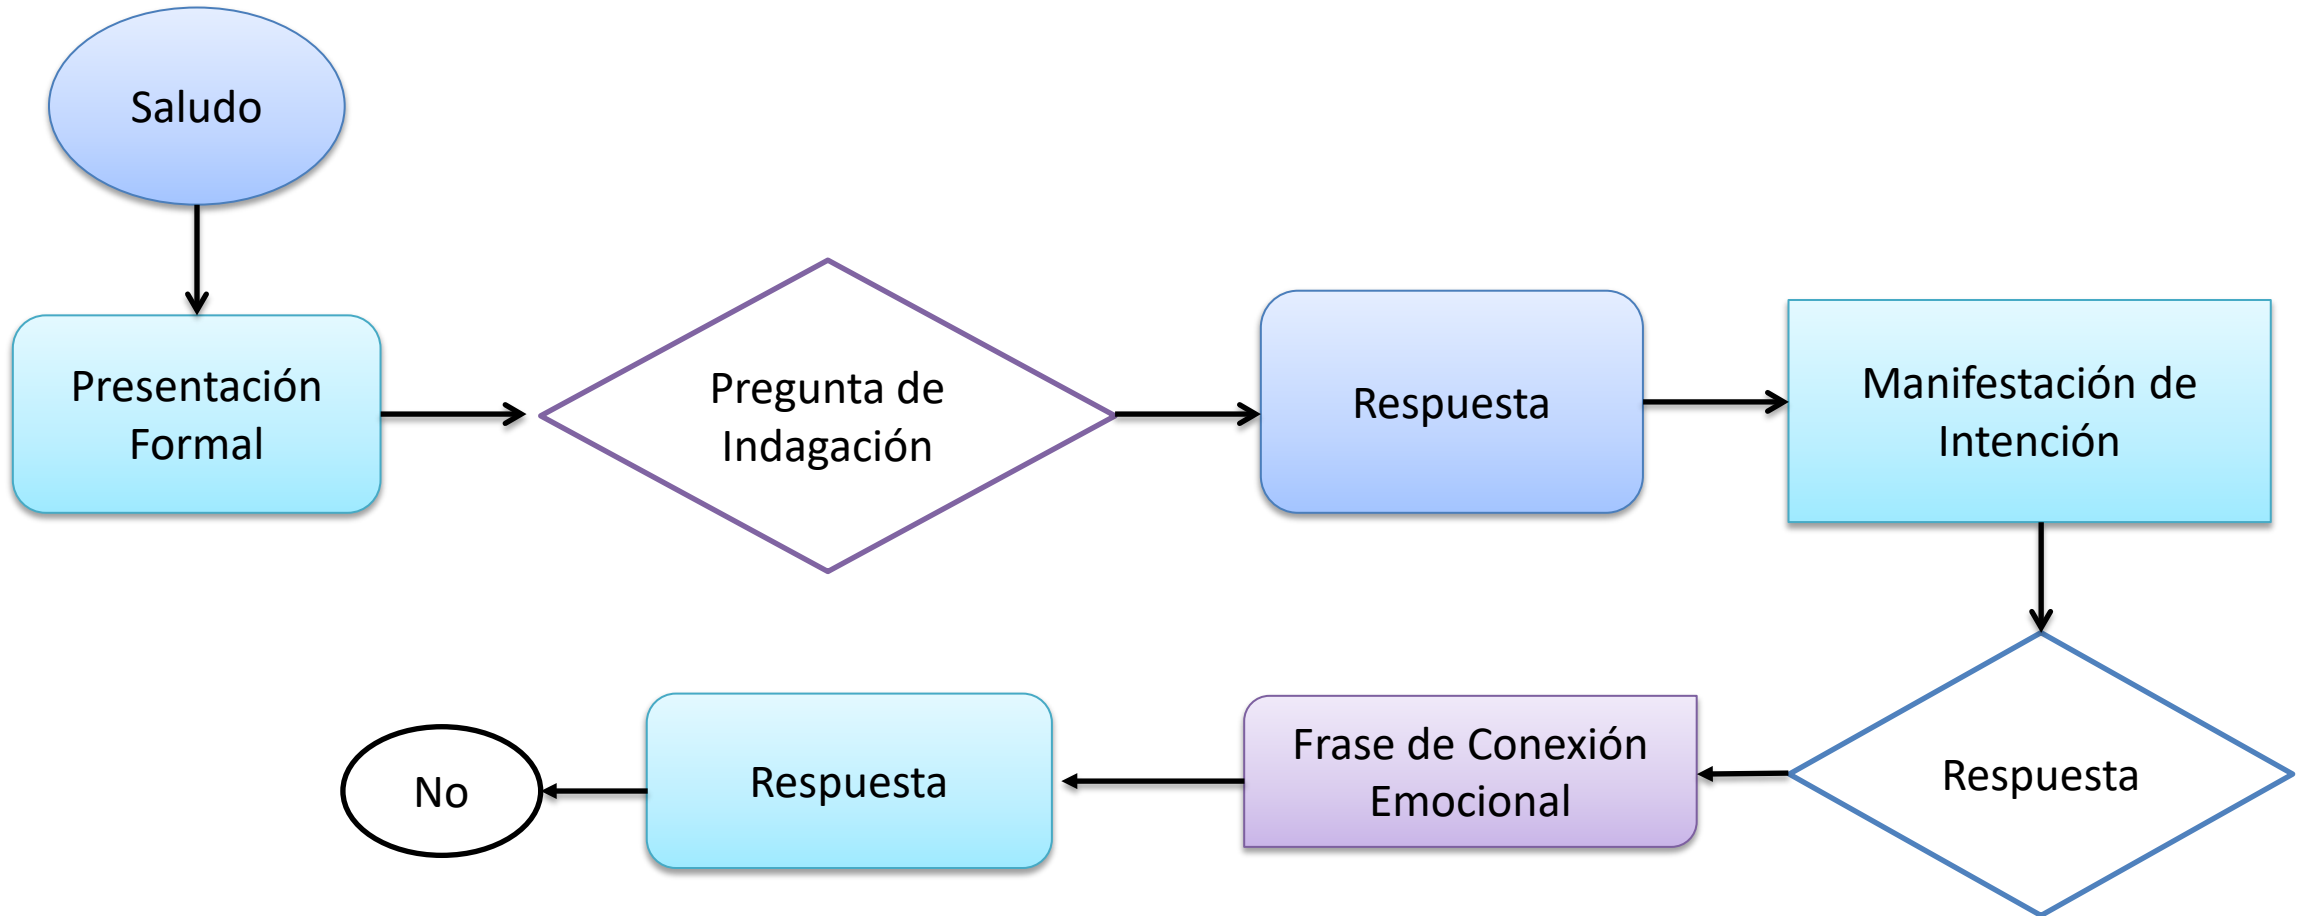 Saludo
Presentación
Formal
Pregunta de
Indagación
Respuesta
Manifestación de
Intención
Respuesta
Frase de Conexión
Emocional
Respuesta
No